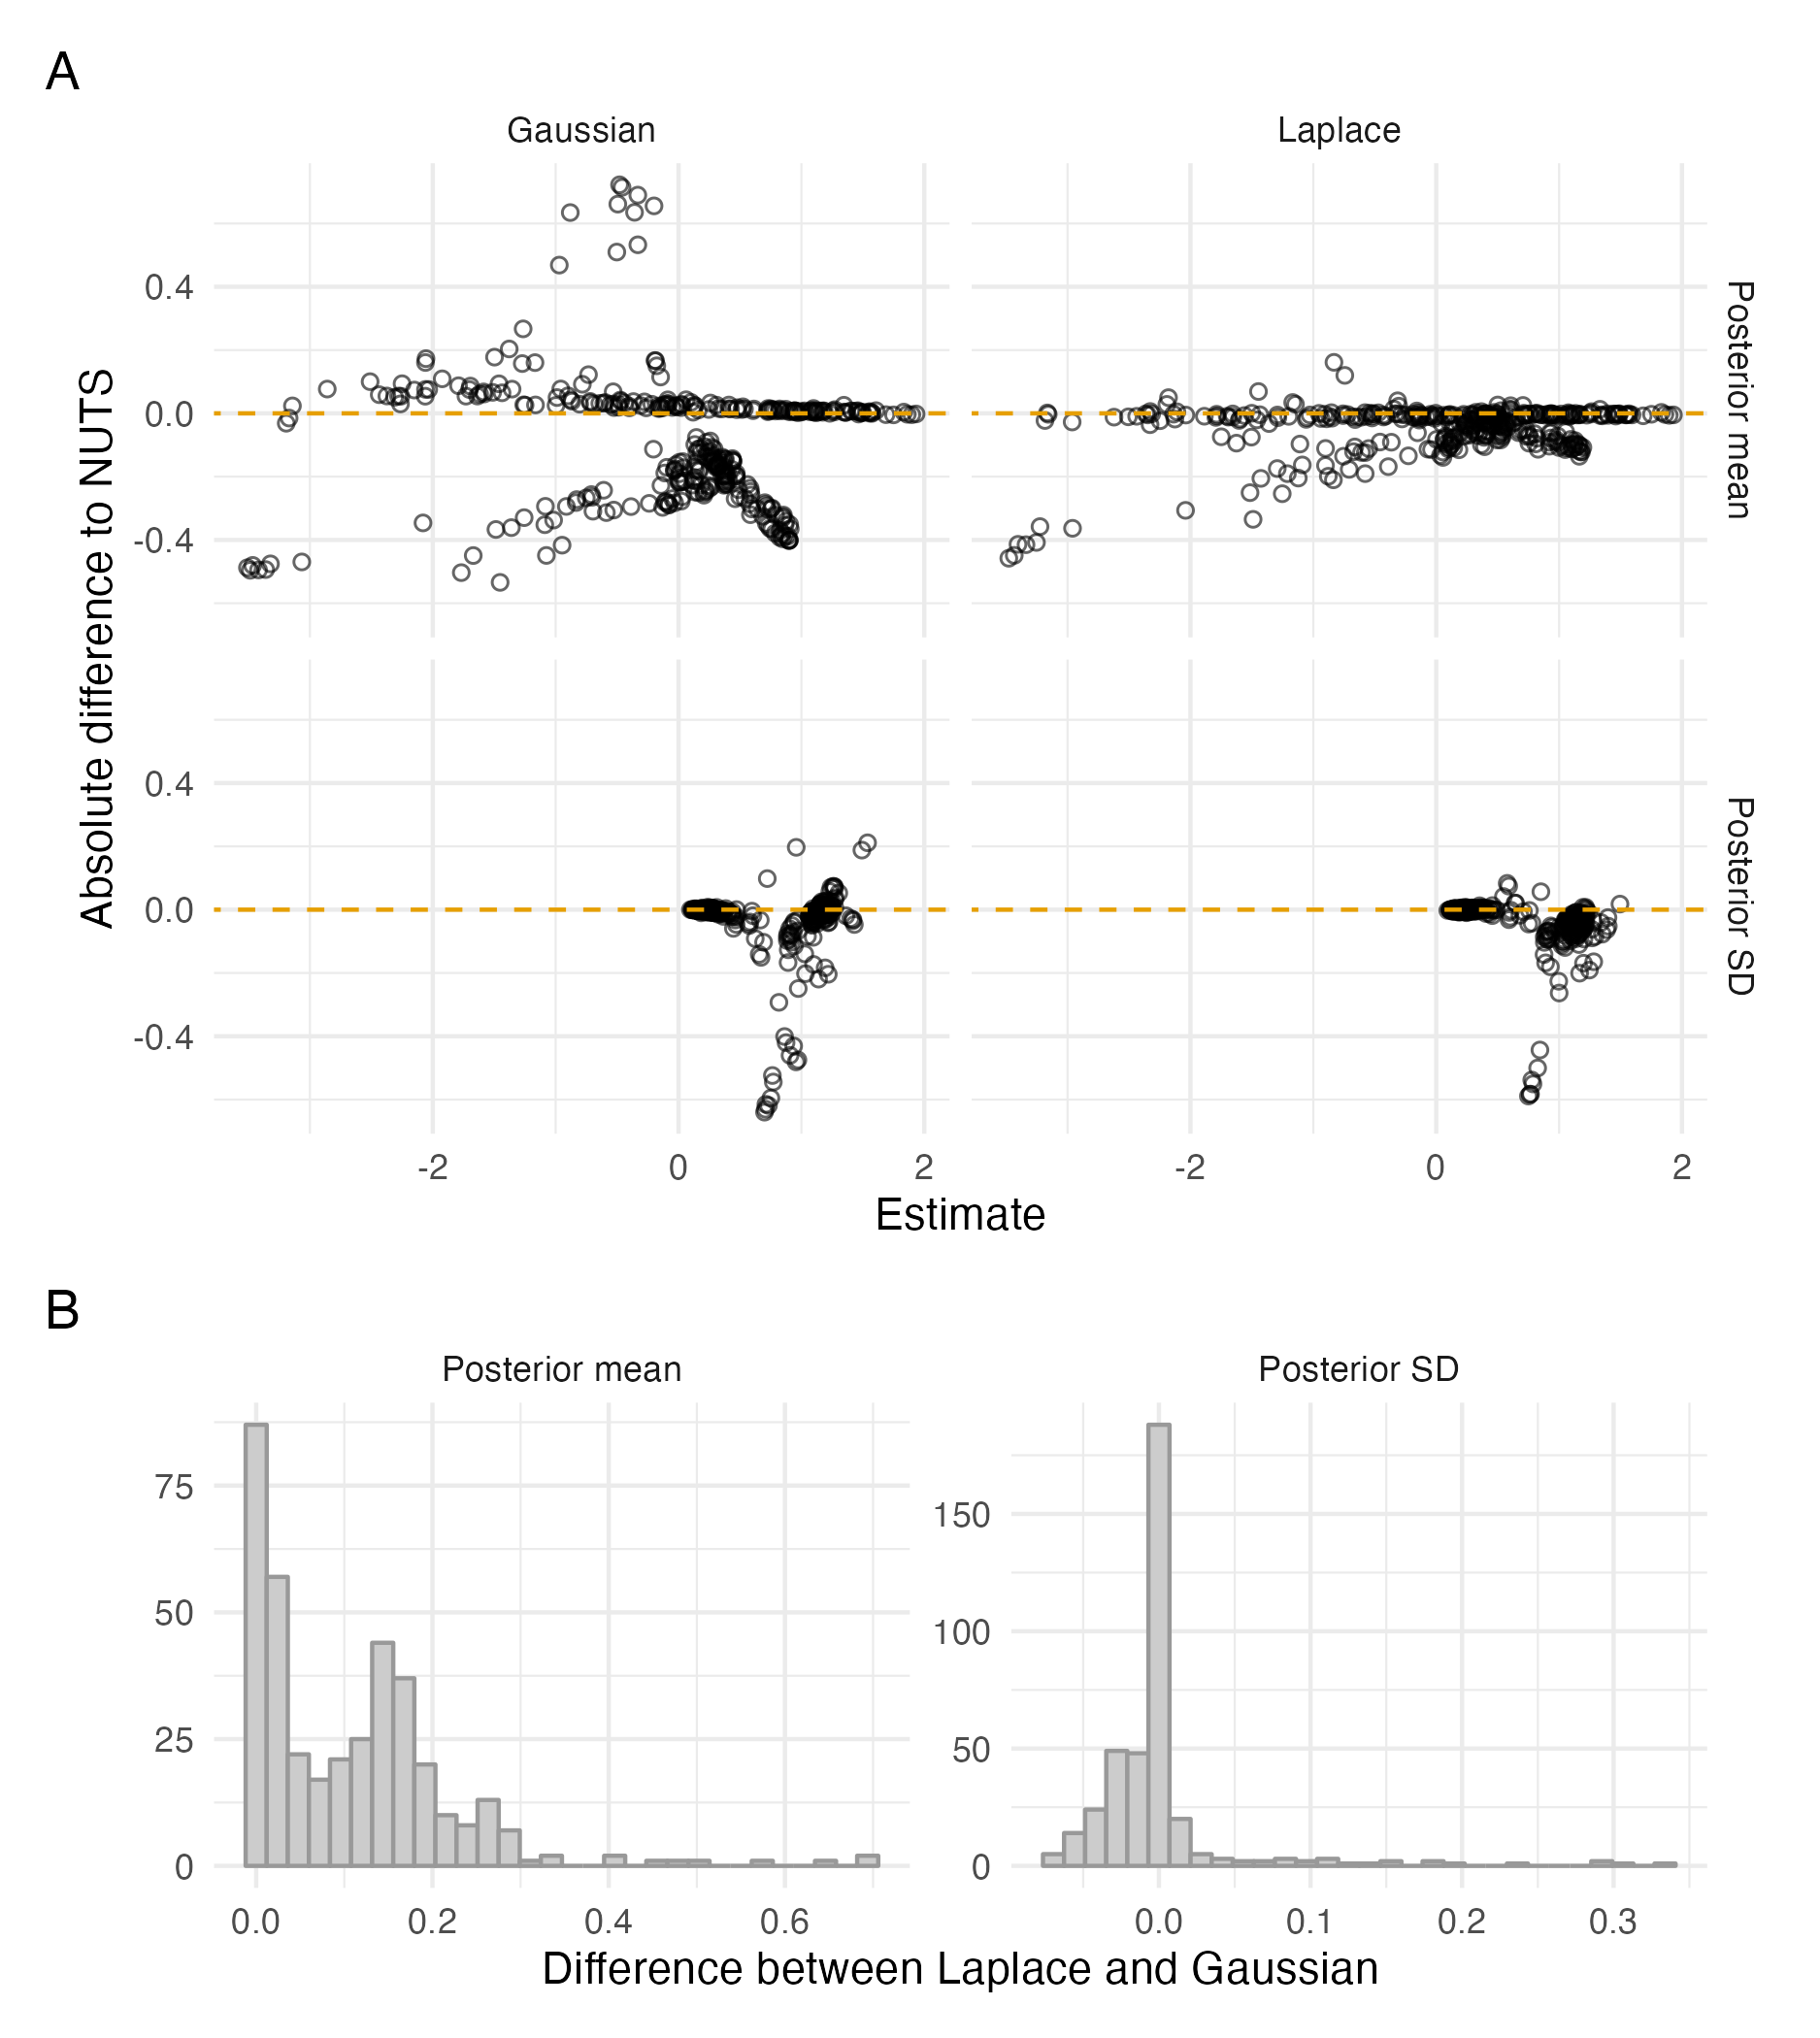 A
Gaussian Laplace
Absolute difference to NUTS
0.4
0.0
-0.4
Posterior mean
0.4
0.0
-0.4
Posterior SD
-2 0 2 -2 0 2
Estimate
B
Posterior mean Posterior SD
75
50
25
0
150
100
50
0
0.0 0.2 0.4 0.6 0.0 0.1 0.2 0.3
Difference between Laplace and Gaussian